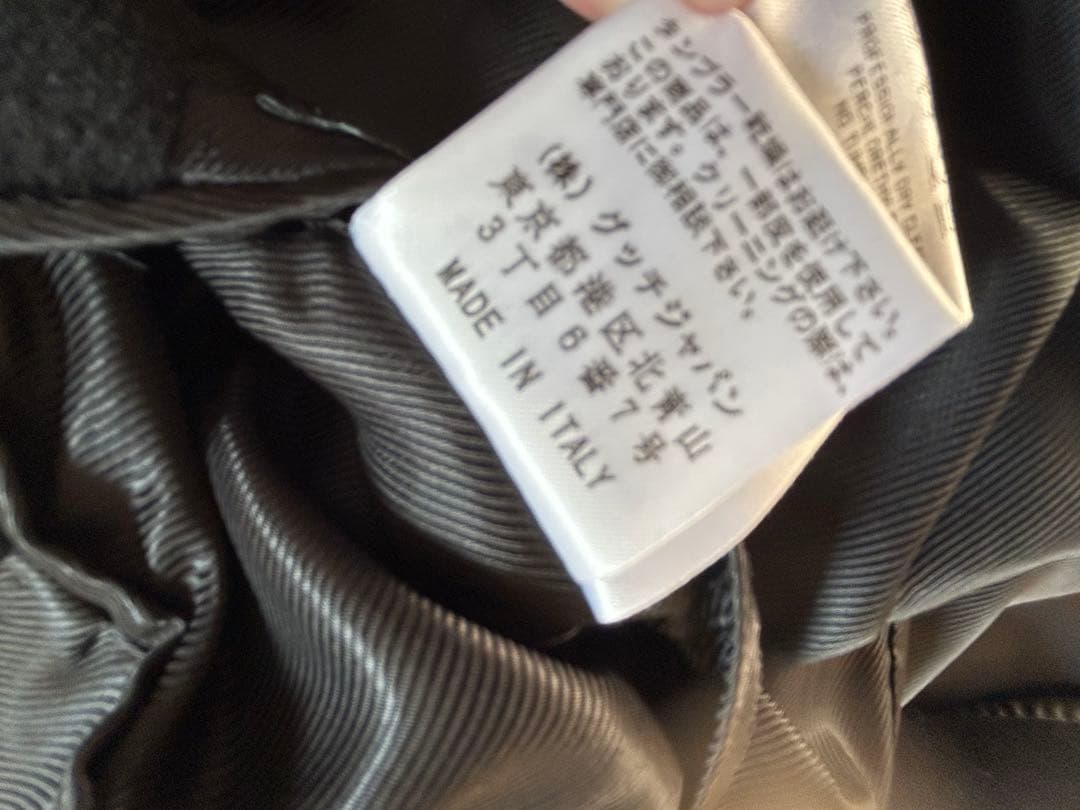 タンブラー乾燥はお避け下さい。
この商品は、一部皮を使用して
おります。クリーニングの際は、
専門店に御相談下さい。
(株)グッチジャパン
東京都港区北青山
3丁目6番7号
MADE IN ITALY
PROFESSIONALLY DRY
NO